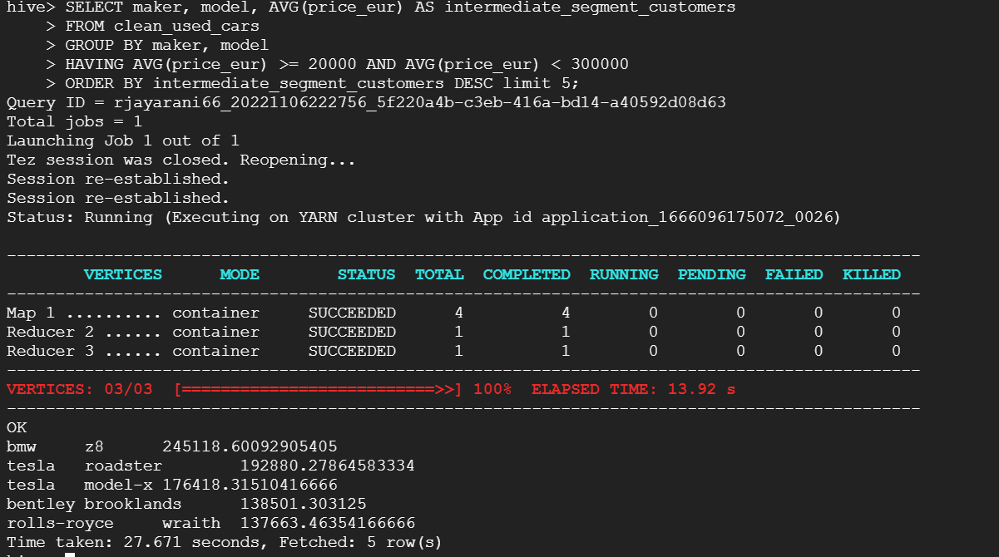 hive> SELECT maker, model, AVG(price_eur) AS intermediate_segment_customers
    > FROM clean_used_cars
    > GROUP BY maker, model
    > HAVING AVG(price_eur) >= 20000 AND AVG(price_eur) < 300000
    > ORDER BY intermediate_segment_customers DESC limit 5;
Query ID = rjayarani66_20221106222756_5f220a4b-c3eb-416a-bd14-a40592d08d63
Total jobs = 1
Launching Job 1 out of 1
Tez session was closed. Reopening...
Session re-established.
Session re-established.
Status: Running (Executing on YARN cluster with App id application_1666096175072_0026)
----------------------------------------------------------------------------------------------
        VERTICES      MODE        STATUS  TOTAL  COMPLETED  RUNNING  PENDING  FAILED  KILLED
----------------------------------------------------------------------------------------------
Map 1 .......... container     SUCCEEDED      4          4        0        0       0       0
Reducer 2 ...... container     SUCCEEDED      1          1        0        0       0       0
Reducer 3 ...... container     SUCCEEDED      1          1        0        0       0       0
----------------------------------------------------------------------------------------------
VERTICES: 03/03  [==========================>>] 100%  ELAPSED TIME: 13.92 s
----------------------------------------------------------------------------------------------
OK
bmw     z8      245118.60092905405
tesla   roadster        192880.27864583334
tesla   model-x 176418.31510416666
bentley brooklands      138501.303125
rolls-royce     wraith  137663.46354166666
Time taken: 27.671 seconds, Fetched: 5 row(s)